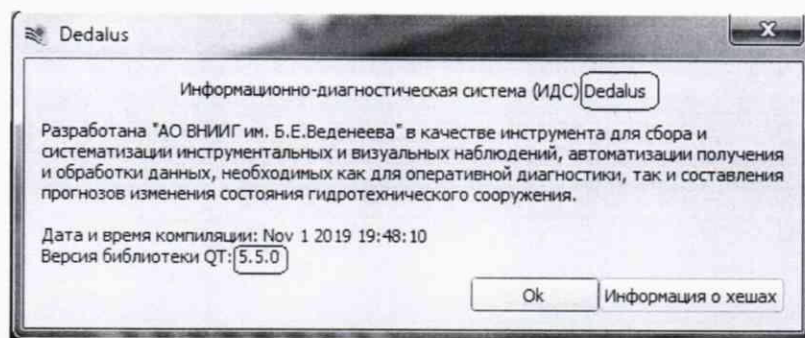 Dedalus
Информационно-диагностическая система (ИДС) Dedalus
Разработана "АО ВНИИГ им. Б.Е.Веденеева" в качестве инструмента для сбора и
систематизации инструментальных и визуальных наблюдений, автоматизации получения
и обработки данных, необходимых как для оперативной диагностики, так и составления
прогнозов изменения состояния гидротехнического сооружения.
Дата и время компиляции: Nov 1 2019 19:48:10
Версия библиотеки QT: 5.5.0
Ok Информация о хешах